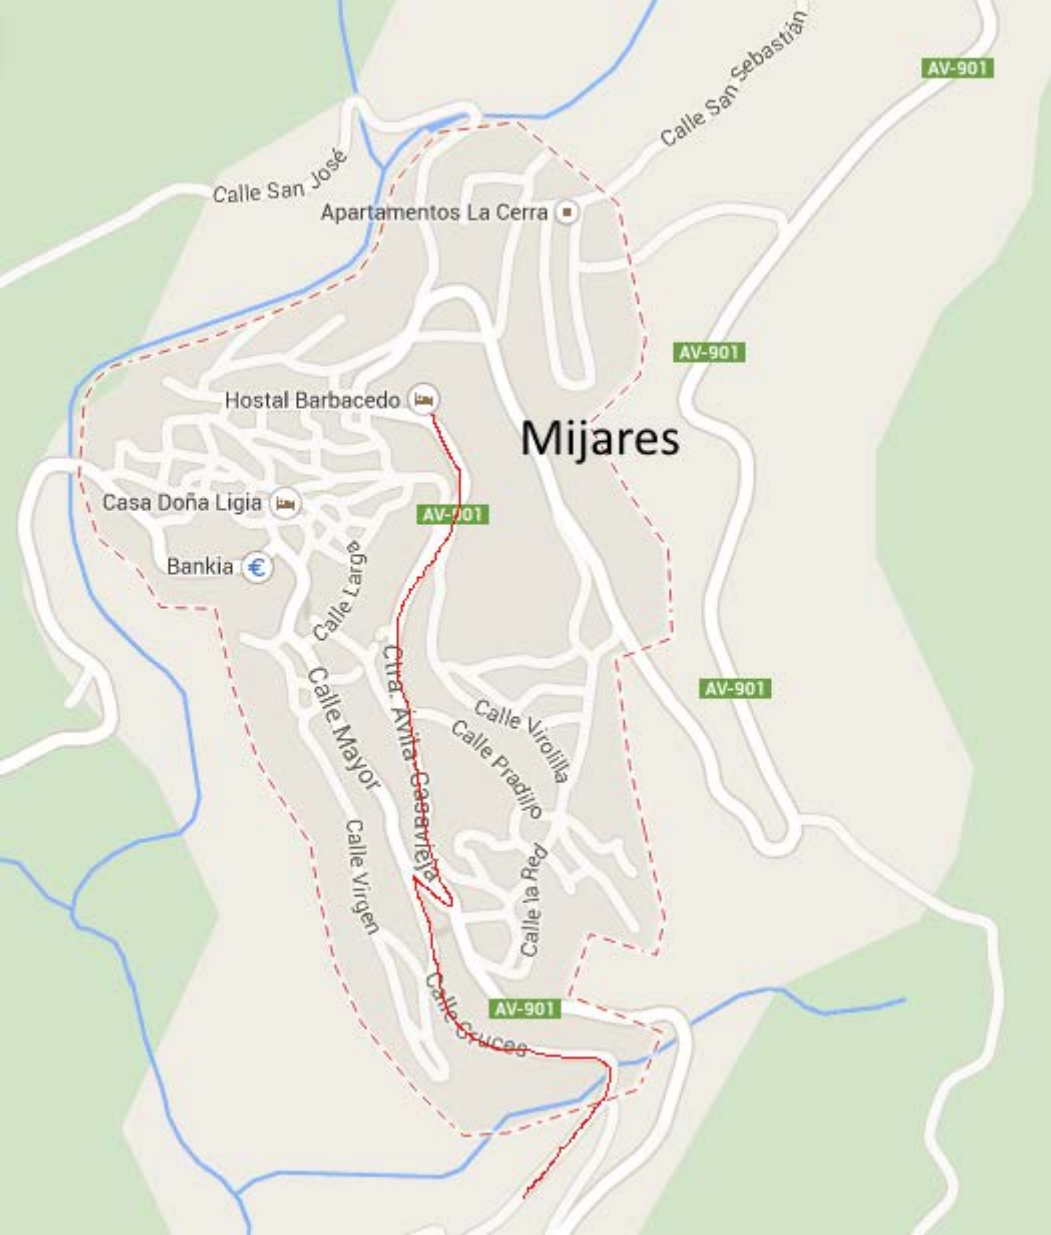 AV-901
Calle San Sebastián
Calle San José
Apartamentos La Cerra
AV-901
Hostal Barbacedo
Mijares
Casa Doña Ligia
AV-901
Bankia €
Calle Larga
Ctra. Avila-Casavieja
Calle Mayor
AV-901
Calle Virolilla
Calle Pradillo
Calle Virgen
Calle la Red
Calle Cruces
AV-901